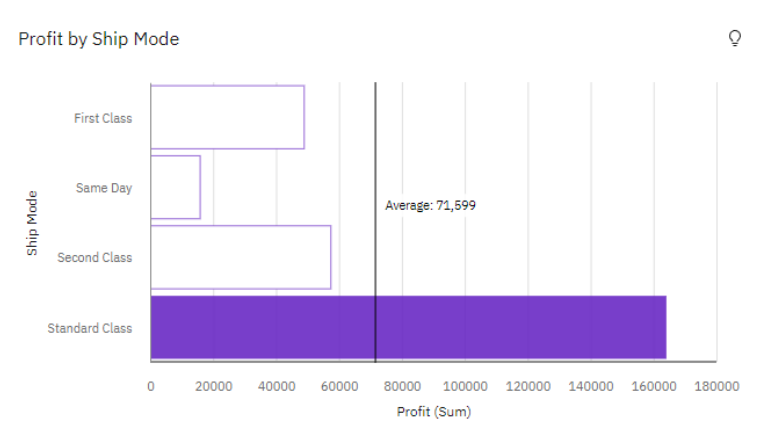 Profit by Ship Mode
Ship Mode
First Class
Same Day
Average: 71,599
Second Class
Standard Class
0 20000 40000 60000 80000 100000 120000 140000 160000 180000
Profit (Sum)